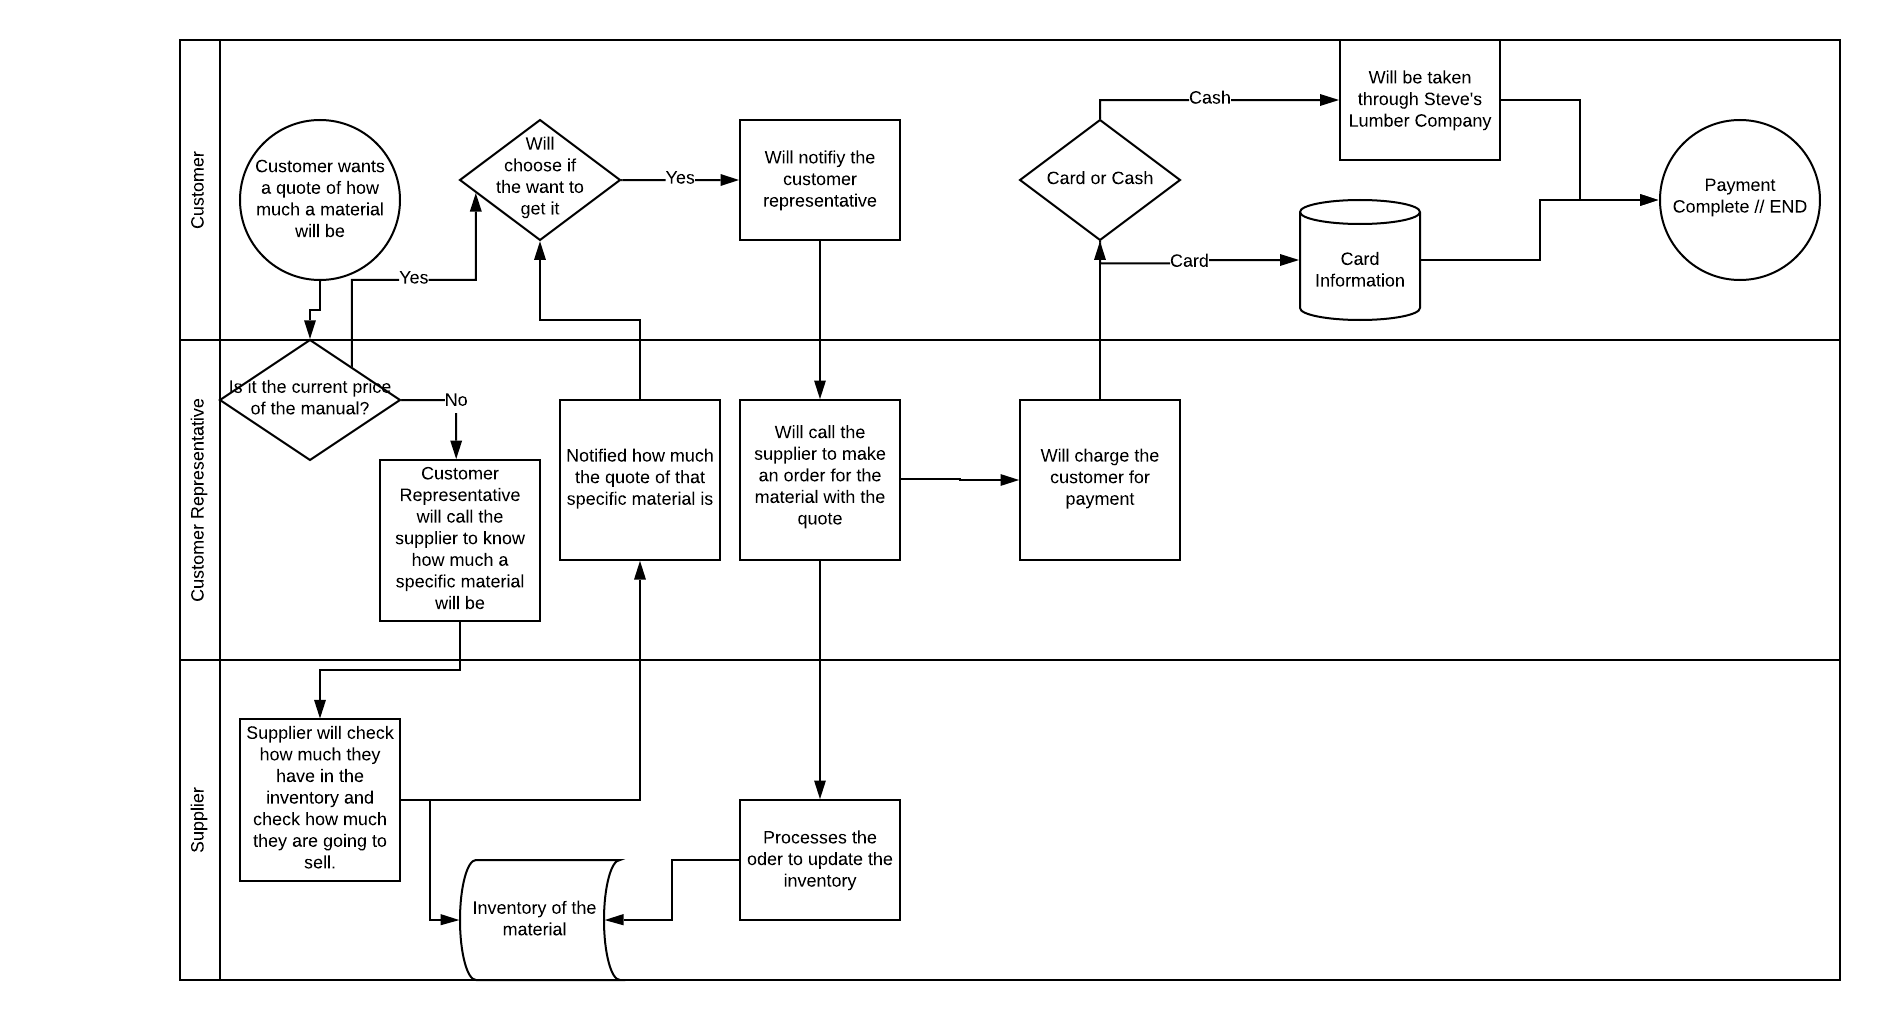 Customer
Customer wants
a quote of how
much a material
will be
Yes
Will
choose if
the want to
get it
Yes
Will notifiy the
customer
representative
Card or Cash
Cash
Card
Will be taken
through Steve's
Lumber Company
Card
Information
Payment
Complete // END
Customer Representative
Is it the current price
of the manual?
No
Customer
Representative
will call the
supplier to know
how much a
specific material
will be
Notified how much
the quote of that
specific material is
Will call the
supplier to make
an order for the
material with the
quote
Will charge the
customer for
payment
Supplier
Supplier will check
how much they
have in the
inventory and
check how much
they are going to
sell.
Inventory of the
material
Processes the
oder to update the
inventory